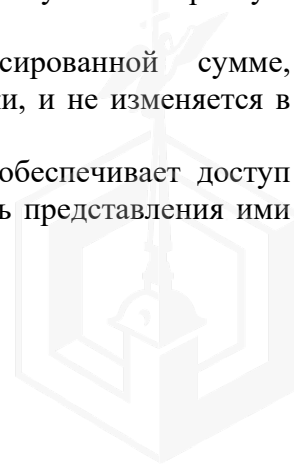 сированной сумме,
и, и не изменяется в
обеспечивает доступ
ь представления ими